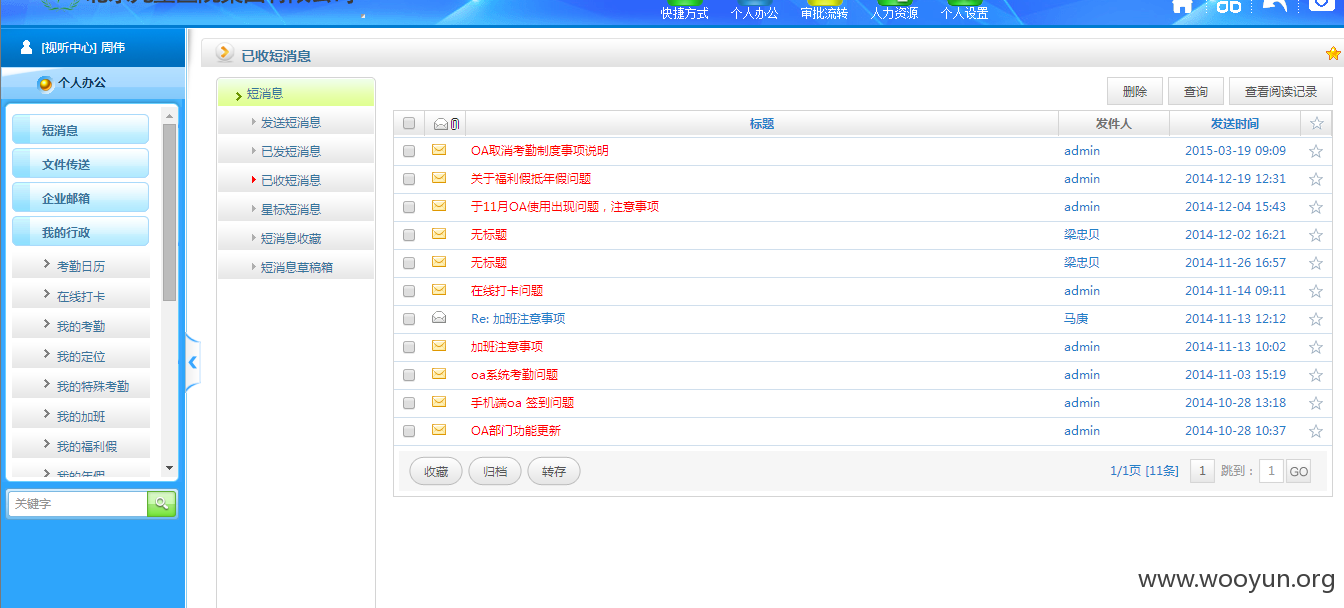 快捷方式 个人办公 审批流转 人力资源 个人设置
[视听中心] 周伟
个人办公
短消息
文件传送
企业邮箱
我的行政
考勤日历
在线打卡
我的考勤
我的定位
我的特殊考勤
我的加班
我的福利假
我的年假
关键字
已收短消息
短消息
发送短消息
已发短消息
已收短消息
星标短消息
短消息收藏
短消息草稿箱
删除 查询 查看阅读记录
标题 发件人 发送时间
OA取消考勤制度事项说明 admin 2015-03-19 09:09
关于福利假抵年假问题 admin 2014-12-19 12:31
于11月OA使用出现问题，注意事项 admin 2014-12-04 15:43
无标题 梁忠贝 2014-12-02 16:21
无标题 梁忠贝 2014-11-26 16:57
在线打卡问题 admin 2014-11-14 09:11
Re: 加班注意事项 马庚 2014-11-13 12:12
加班注意事项 admin 2014-11-13 10:02
oa系统考勤问题 admin 2014-11-03 15:19
手机端oa 签到问题 admin 2014-10-28 13:18
OA部门功能更新 admin 2014-10-28 10:37
收藏 归档 转存
1/1页 [11条] 1 跳到： 1 GO
www.wooyun.org